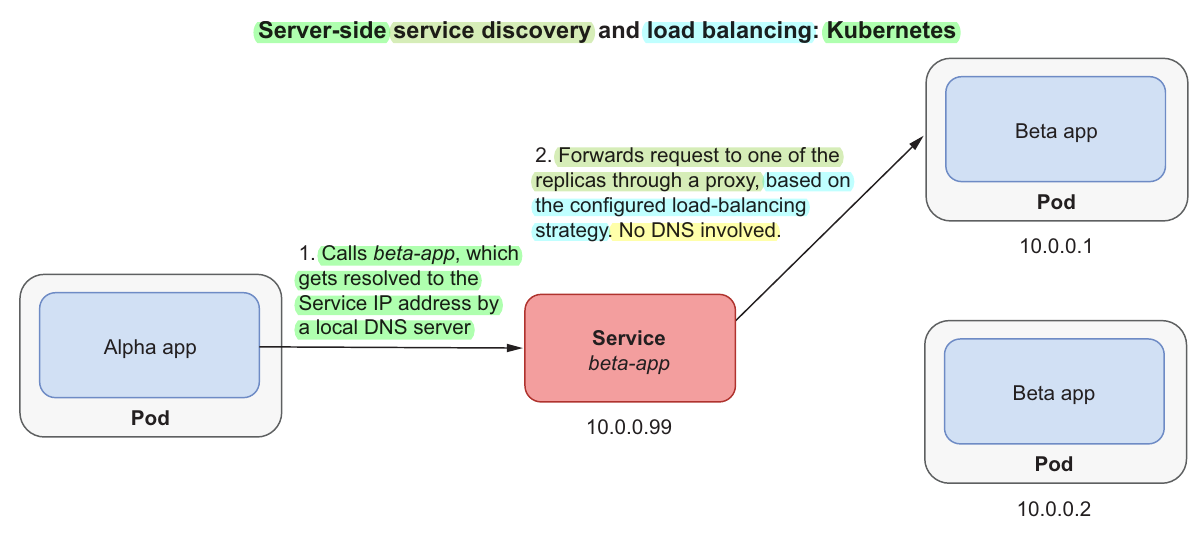 Server-side service discovery and load balancing: Kubernetes
Beta app
Pod
10.0.0.1
2. Forwards request to one of the
replicas through a proxy, based on
the configured load-balancing
strategy. No DNS involved.
1. Calls beta-app, which
gets resolved to the
Service IP address by
a local DNS server
Alpha app
Pod
Service
beta-app
10.0.0.99
Beta app
Pod
10.0.0.2